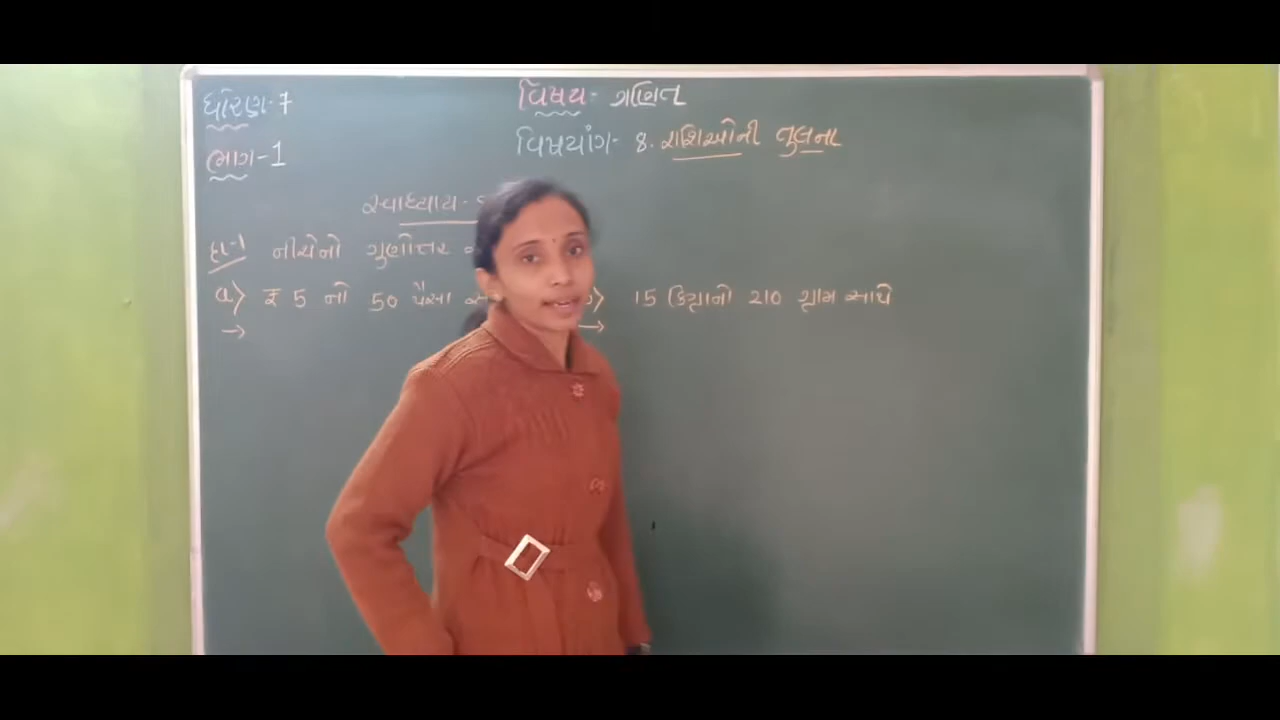 ધોરણ-7
વિષય- ગણિત
ભાગ-1
વિષયાંગ- 8. રાશિઓની તુલના
સ્વાધ્યાય-
દા-1 નીચેનો ગુણોત્તર
a) ₹ 5 નો 50 પૈસા
15 કિગ્રાનો 210 ગ્રામ સાથે